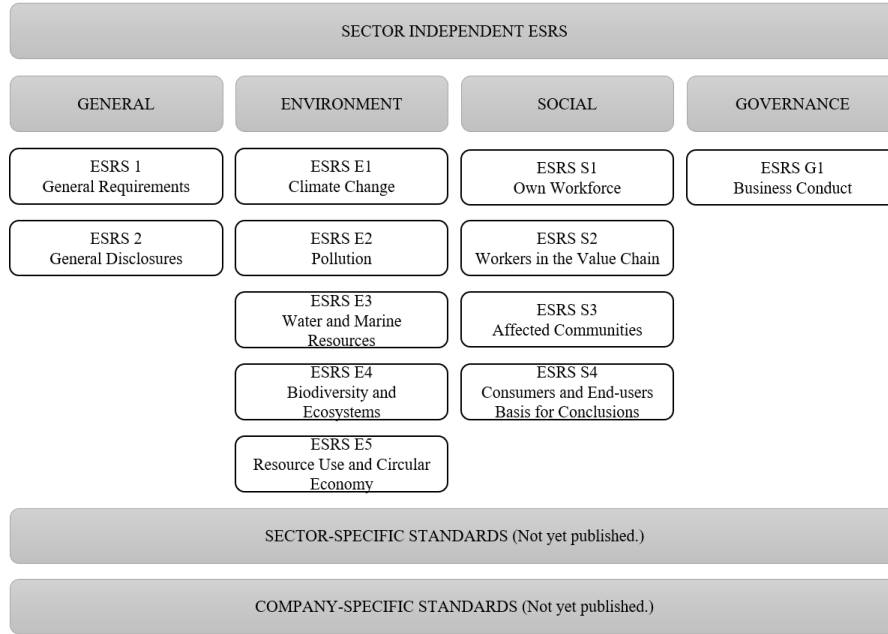 SECTOR INDEPENDENT ESRS
GENERAL
ENVIRONMENT
SOCIAL
GOVERNANCE
ESRS 1
General Requirements
ESRS 2
General Disclosures
ESRS E1
Climate Change
ESRS E2
Pollution
ESRS E3
Water and Marine
Resources
ESRS E4
Biodiversity and
Ecosystems
ESRS E5
Resource Use and Circular
Economy
ESRS S1
Own Workforce
ESRS S2
Workers in the Value Chain
ESRS S3
Affected Communities
ESRS S4
Consumers and End-users
Basis for Conclusions
ESRS G1
Business Conduct
SECTOR-SPECIFIC STANDARDS (Not yet published.)
COMPANY-SPECIFIC STANDARDS (Not yet published.)